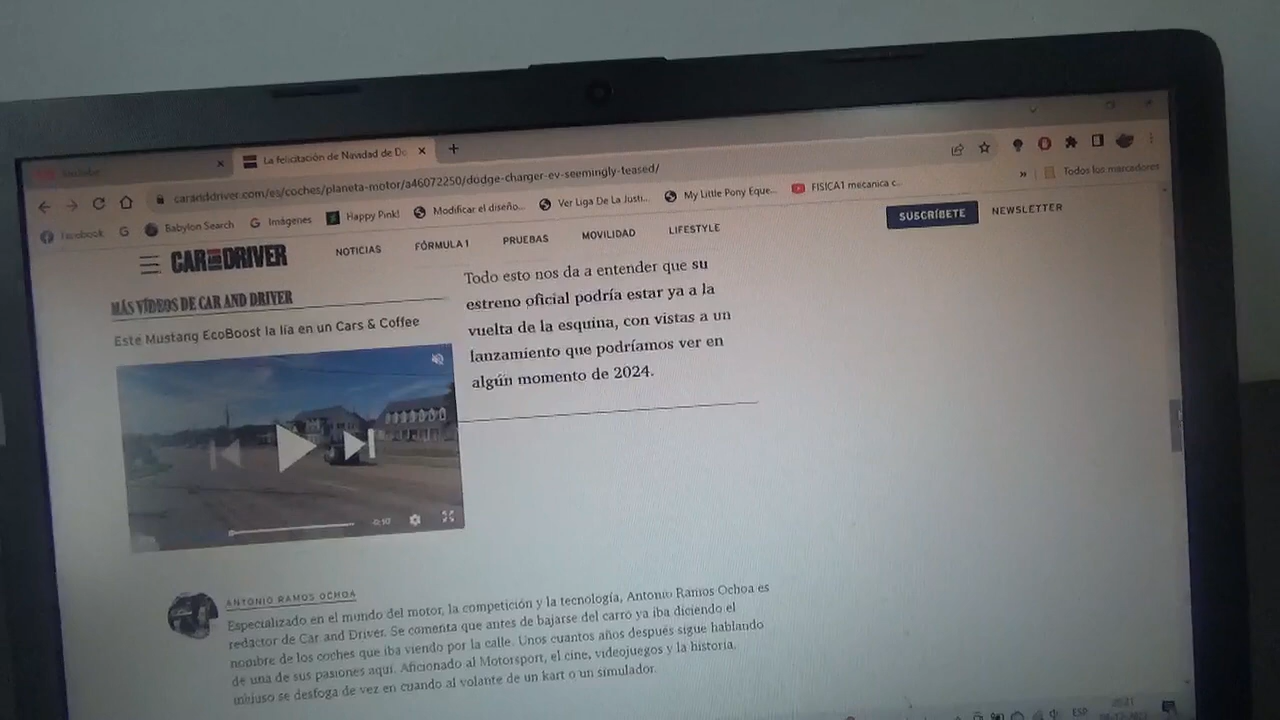 La felicitación de Navidad de Do
caranddriver.com/es/coches/planeta-motor/a46072250/dodge-charger-ev-seemingly-teased/
Facebook
Babylon Search
Imágenes
Happy Pink!
Modificar el diseño...
Ver Liga De La Justi...
My Little Pony Eque...
FISICA1 mecanica c...
»
Todos los marcadores
CAR AND DRIVER
NOTICIAS
FÓRMULA 1
PRUEBAS
MOVILIDAD
LIFESTYLE
SUSCRÍBETE
NEWSLETTER
MÁS VÍDEOS DE CAR AND DRIVER
Este Mustang EcoBoost la lía en un Cars & Coffee
Todo esto nos da a entender que su
estreno oficial podría estar ya a la
vuelta de la esquina, con vistas a un
lanzamiento que podríamos ver en
algún momento de 2024.
ANTONIO RAMOS OCHOA
Especializado en el mundo del motor, la competición y la tecnología, Antonio Ramos Ochoa es
redactor de Car and Driver. Se comenta que antes de bajarse del carro ya iba diciendo el
nombre de los coches que iba viendo por la calle. Unos cuantos años después sigue hablando
de una de sus pasiones aquí. Aficionado al Motorsport, el cine, videojuegos y la historia,
incluso se desfoga de vez en cuando al volante de un kart o un simulador.
ESP